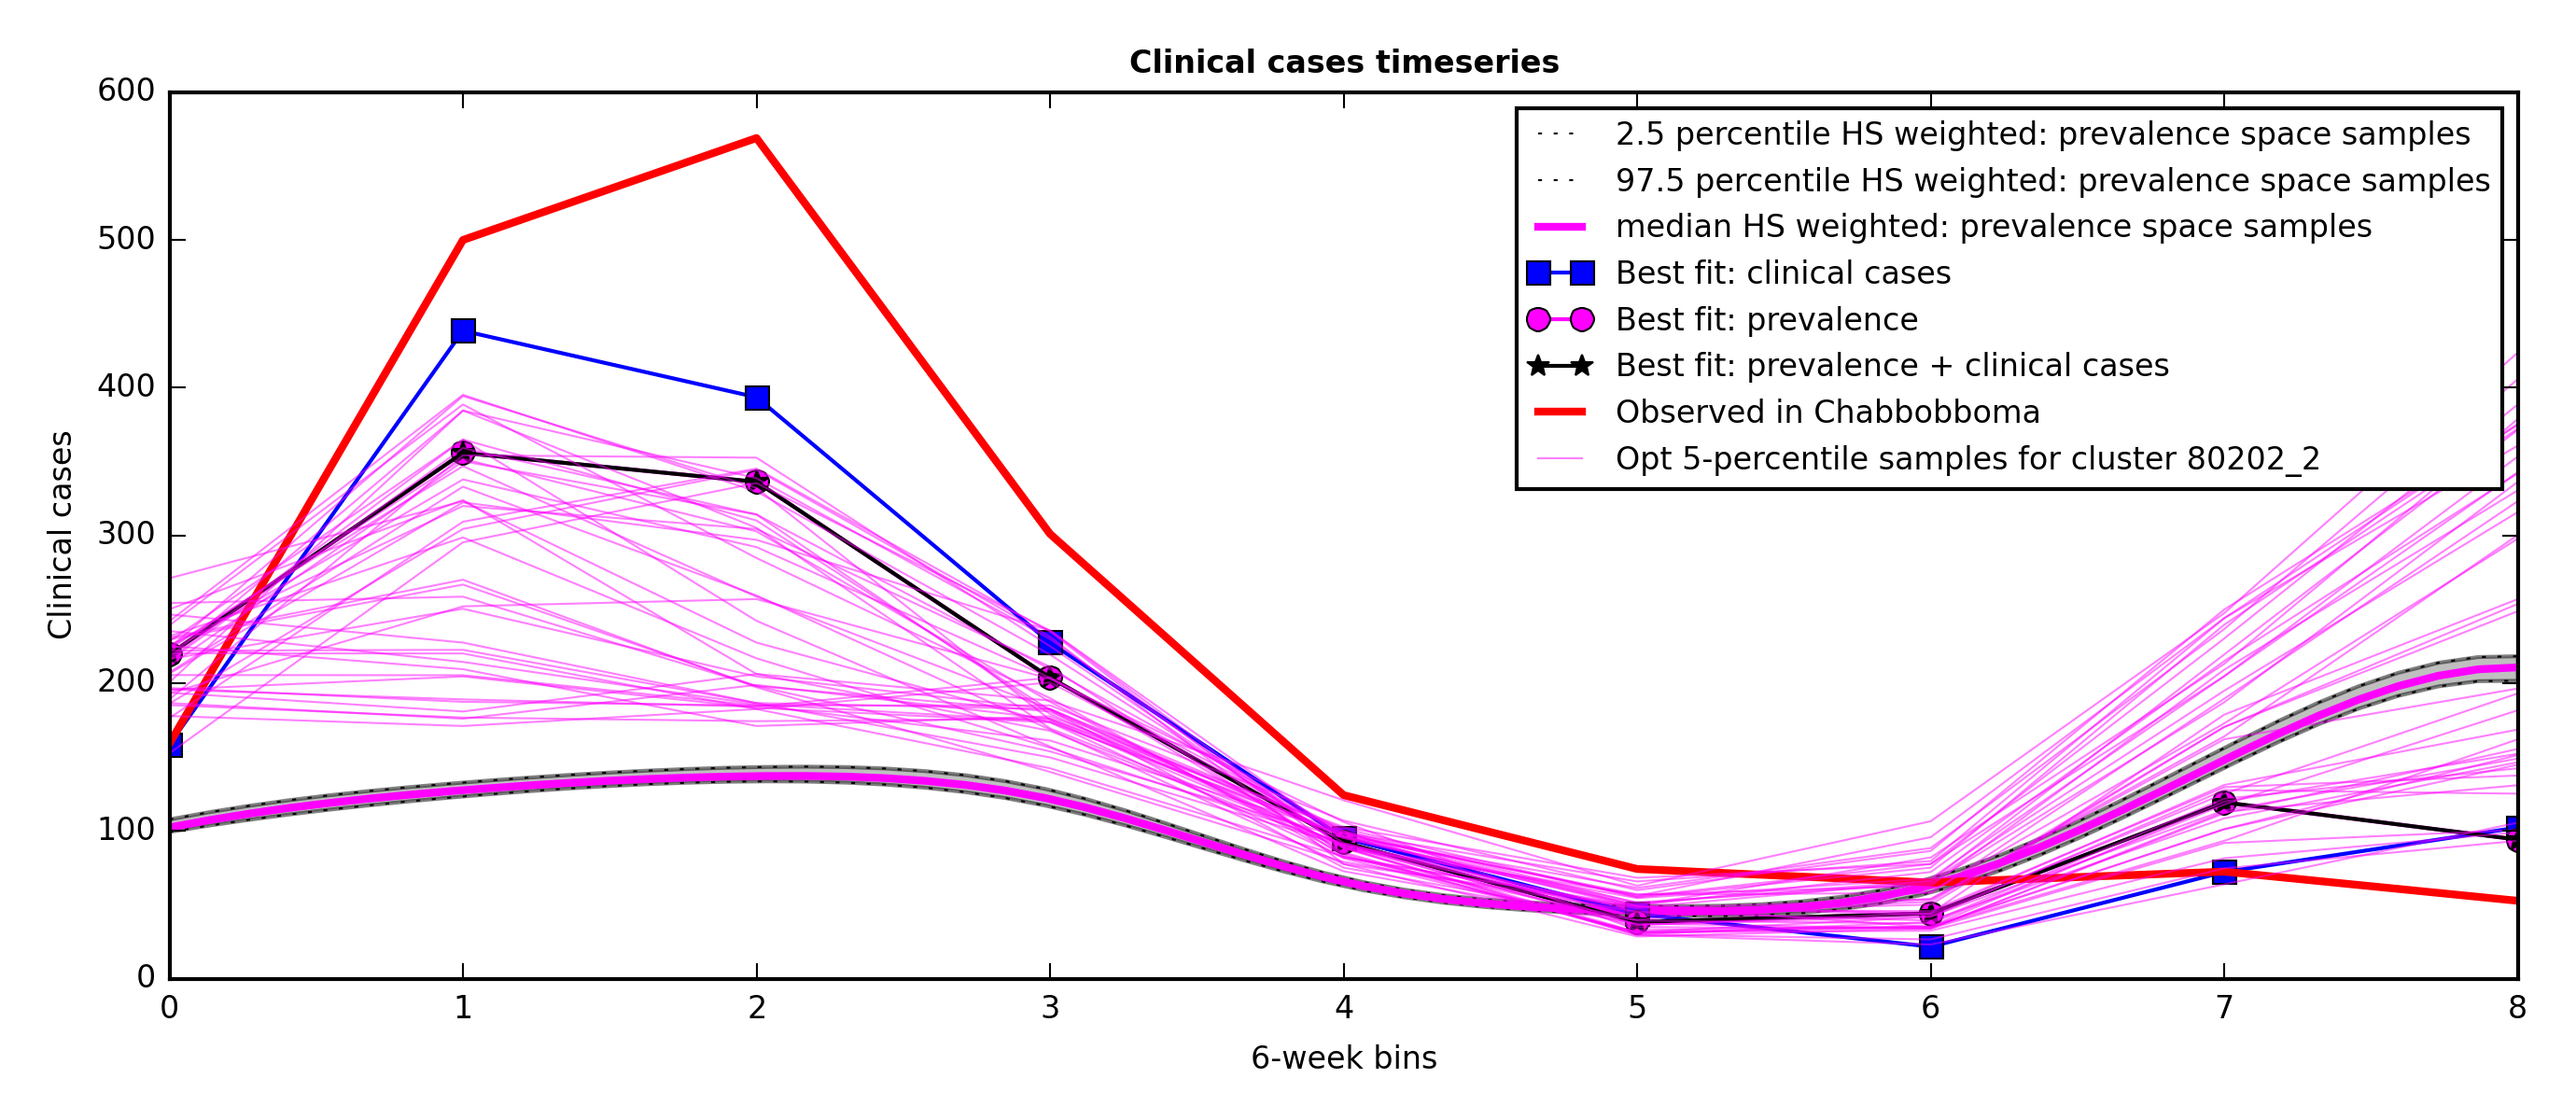 Clinical cases timeseries
600
500
400
300
200
100
0
Clinical cases
2.5 percentile HS weighted: prevalence space samples
97.5 percentile HS weighted: prevalence space samples
median HS weighted: prevalence space samples
Best fit: clinical cases
Best fit: prevalence
Best fit: prevalence + clinical cases
Observed in Chabbobboma
Opt 5-percentile samples for cluster 80202_2
0 1 2 3 4 5 6 7 8
6-week bins